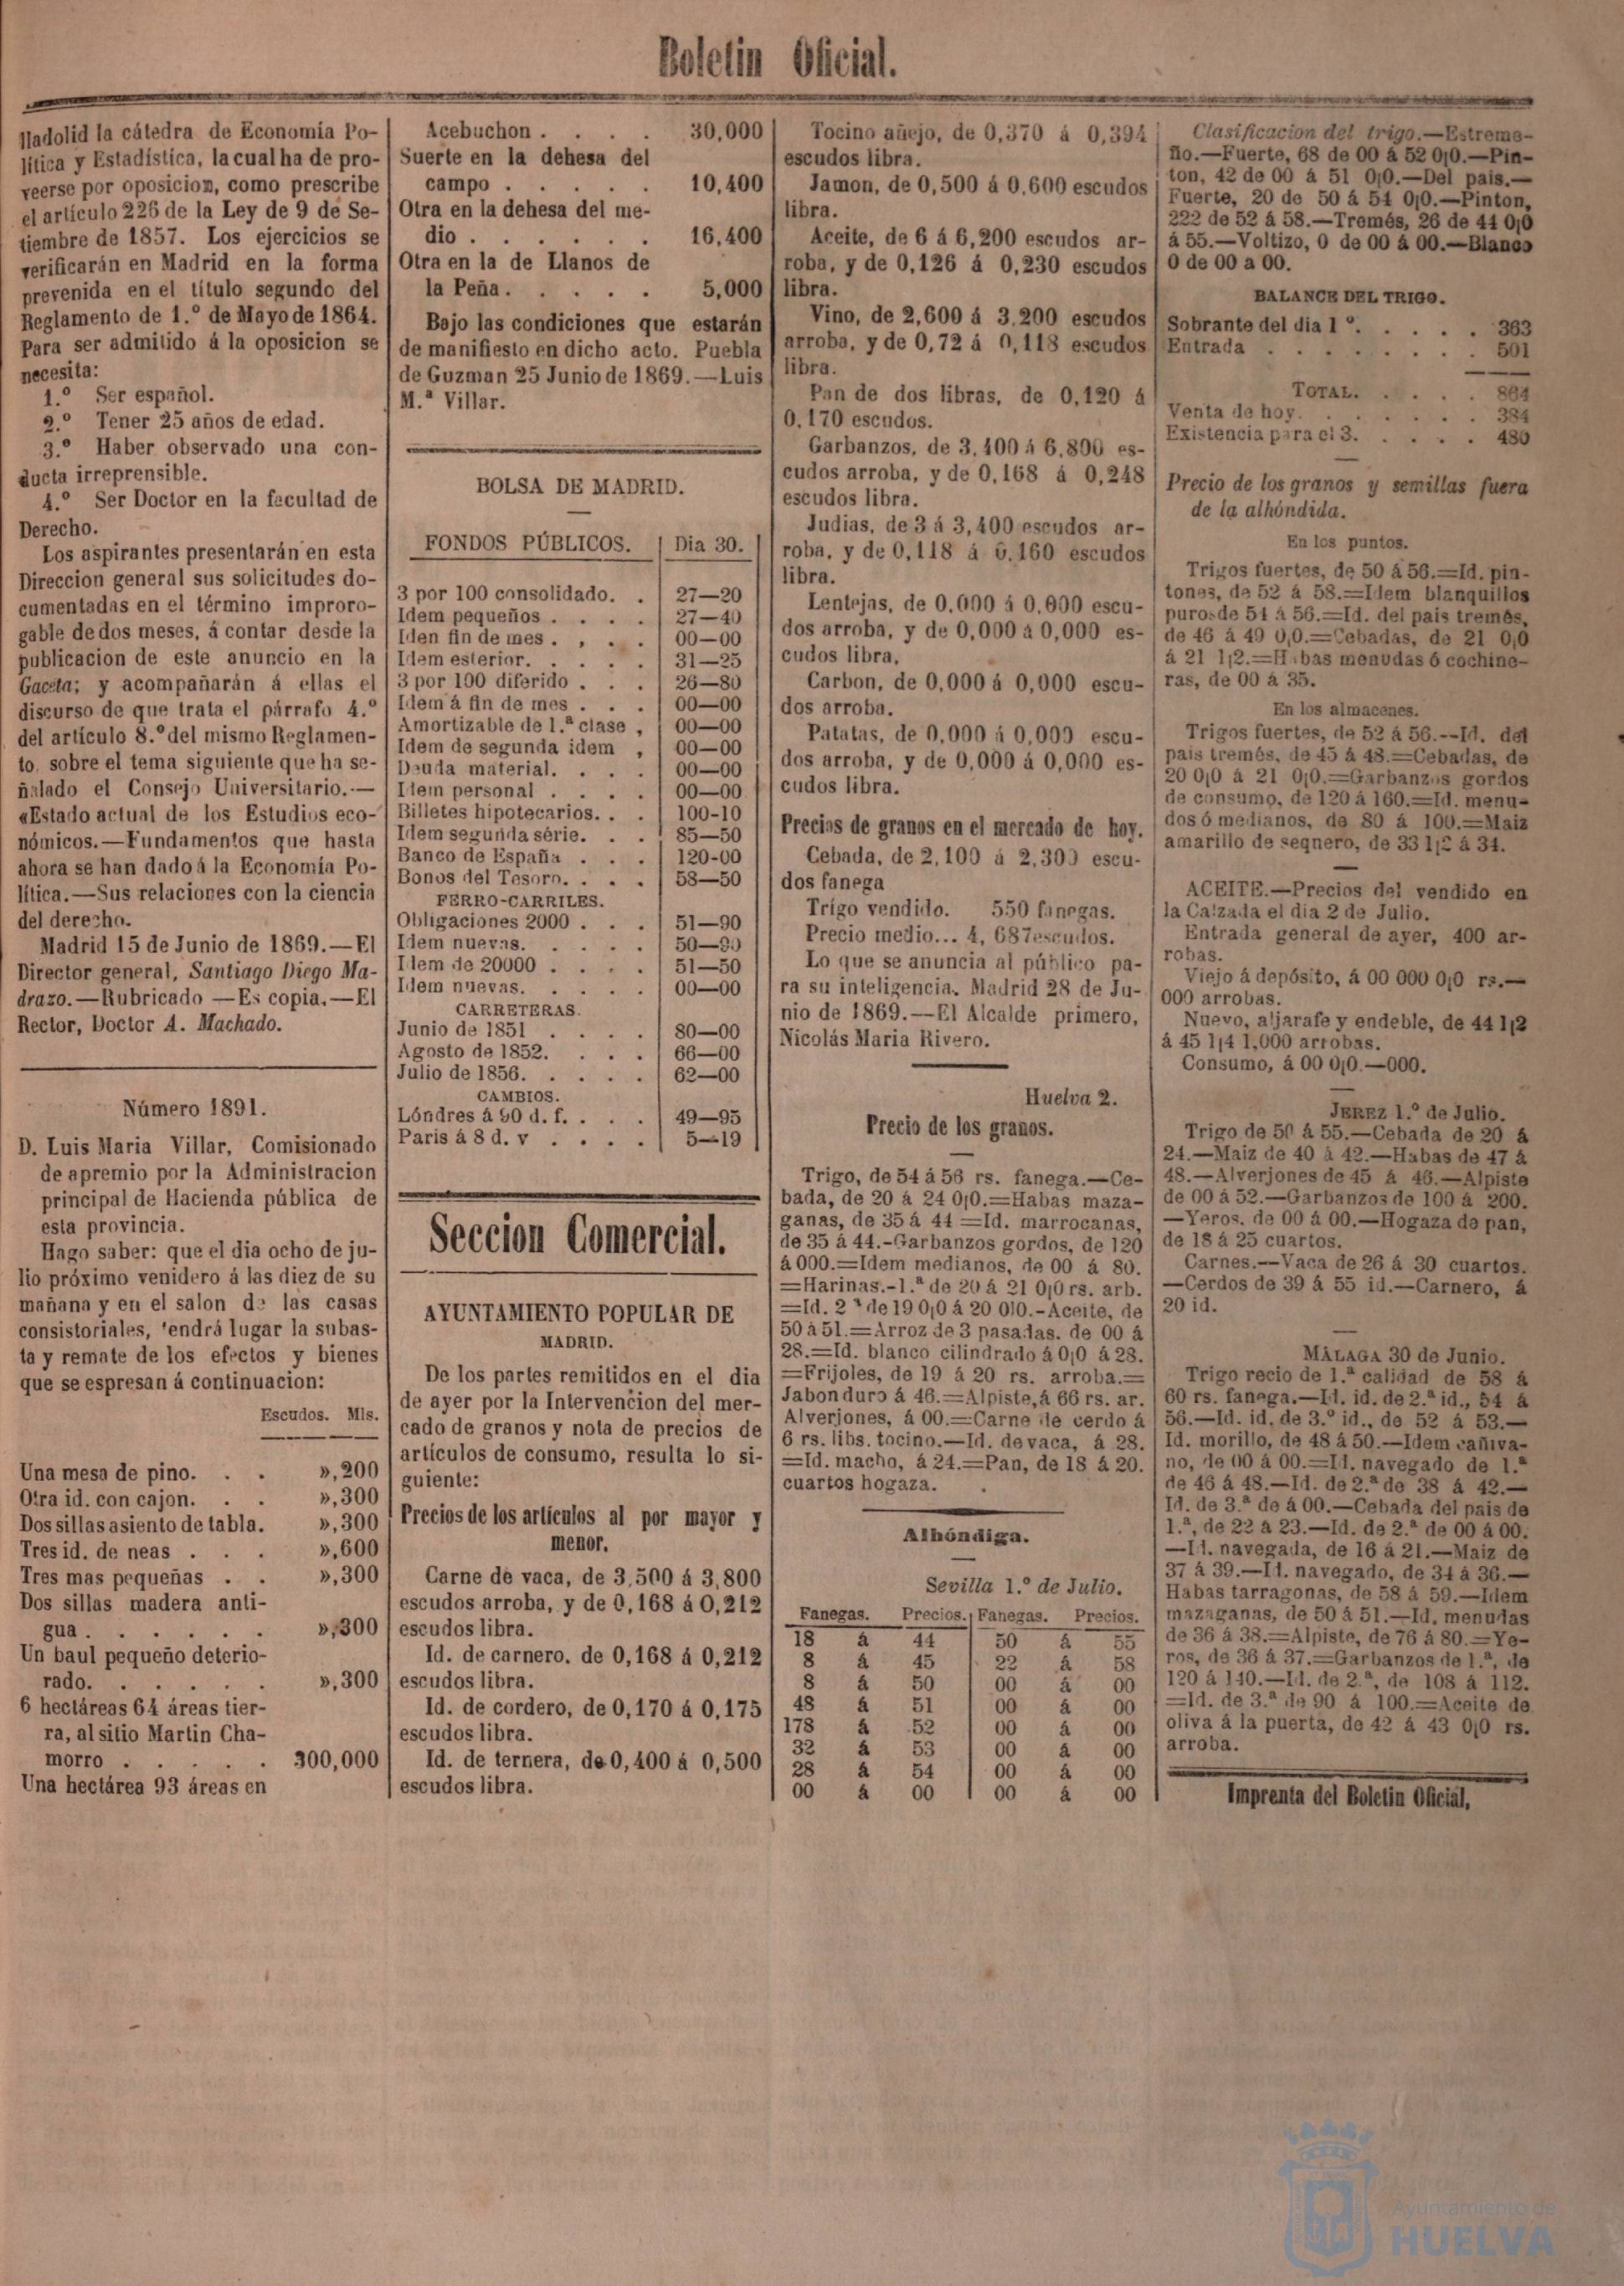 Boletin Oficial.
lladolid la cátedra de Economía Po-
lítica y Estadística, la cual ha de pro-
veerse por oposicion, como prescribe
el artículo 226 de la Ley de 9 de Se-
tiembre de 1857. Los ejercicios se
verificarán en Madrid en la forma
prevenida en el título segundo del
Reglamento de 1.º de Mayo de 1864.
Para ser admitido á la oposicion se
necesita:
1.º Ser español.
2.º Tener 25 años de edad.
3.º Haber observado una con-
ducta irreprensible.
4.º Ser Doctor en la facultad de
Derecho.
Los aspirantes presentarán en esta
Direccion general sus solicitudes do-
cumentadas en el término improro-
gable de dos meses, á contar desde la
publicacion de este anuncio en la
Gaceta; y acompañarán á ellas el
discurso de que trata el párrafo 4.º
del artículo 8.º del mismo Reglamen-
to, sobre el tema siguiente que ha se-
ñalado el Consejo Universitario.—
«Estado actual de los Estudios eco-
nómicos.—Fundamentos que hasta
ahora se han dado á la Economía Po-
lítica.—Sus relaciones con la ciencia
del derecho.
Madrid 15 de Junio de 1869.—El
Director general, Santiago Diego Ma-
drazo.—Rubricado—Es copia.—El
Rector, Doctor A. Machado.
Número 1891.
D. Luis Maria Villar, Comisionado
de apremio por la Administracion
principal de Hacienda pública de
esta provincia.
Hago saber: que el dia ocho de ju-
lio próximo venidero á las diez de su
mañana y en el salon de las casas
consistoriales, tendrá lugar la subas-
ta y remate de los efectos y bienes
que se espresan á continuacion:
Escudos. Mls.
Una mesa de pino. . . »,200
Otra id. con cajon. . . »,300
Dos sillas asiento de tabla. »,300
Tres id. de neas . . . »,600
Tres mas pequeñas . . »,300
Dos sillas madera anti-
gua . . . . . . »,300
Un baul pequeño deterio-
rado. . . . . . »,300
6 hectáreas 64 áreas tier-
ra, al sitio Martin Cha-
morro . . . . . 300,000
Una hectárea 93 áreas en
Acebuchon . . . . 30,000
Suerte en la dehesa del
campo . . . . . 10,400
Otra en la dehesa del me-
dio . . . . . . 16,400
Otra en la de Llanos de
la Peña. . . . . 5,000
Bajo las condiciones que estarán
de manifiesto en dicho acto. Puebla
de Guzman 25 Junio de 1869.—Luis
M.ª Villar.
BOLSA DE MADRID.
FONDOS PÚBLICOS. | Dia 30.
3 por 100 consolidado. . 27—20
Idem pequeños . . . . 27—40
Iden fin de mes . , . . 00—00
Idem esterior. . . . . 31—25
3 por 100 diferido . . . 26—80
Idem á fin de mes . . . 00—00
Amortizable de 1.ª clase , 00—00
Idem de segunda idem , 00—00
Deuda material. . . . 00—00
Idem personal . . . . 00—00
Billetes hipotecarios. . . 100-10
Idem segunda série. . . 85—50
Banco de España . . . 120-00
Bonos del Tesoro. . . . 58—50
FERRO-CARRILES.
Obligaciones 2000 . . . 51—90
Idem nuevas. . . . . 50—90
Idem de 20000 . . . . 51—50
Idem nuevas. . . . . 00—00
CARRETERAS.
Junio de 1851 . . . . 80—00
Agosto de 1852. . . . 66—00
Julio de 1856. . . . . 62—00
CAMBIOS.
Lóndres á 90 d. f. . . . 49—95
Paris á 8 d. v . . . . 5—19
Seccion Comercial.
AYUNTAMIENTO POPULAR DE
MADRID.
De los partes remitidos en el dia
de ayer por la Intervencion del mer-
cado de granos y nota de precios de
artículos de consumo, resulta lo si-
guiente:
Precios de los artículos al por mayor y
menor.
Carne de vaca, de 3,500 á 3,800
escudos arroba, y de 0,168 á 0,212
escudos libra.
Id. de carnero, de 0,168 á 0,212
escudos libra.
Id. de cordero, de 0,170 á 0,175
escudos libra.
Id. de ternera, de 0,400 á 0,500
escudos libra.
Tocino añejo, de 0,370 á 0,394
escudos libra.
Jamon, de 0,500 á 0,600 escudos
libra.
Aceite, de 6 á 6,200 escudos ar-
roba, y de 0,126 á 0,230 escudos
libra.
Vino, de 2,600 á 3,200 escudos
arroba, y de 0,72 á 0,118 escudos
libra.
Pan de dos libras, de 0,120 á
0,170 escudos.
Garbanzos, de 3,400 á 6,800 es-
cudos arroba, y de 0,168 á 0,248
escudos libra.
Judias, de 3 á 3,400 escudos ar-
roba, y de 0,118 á 0,160 escudos
libra.
Lentejas, de 0,000 á 0,000 escu-
dos arroba, y de 0,000 á 0,000 es-
cudos libra,
Carbon, de 0,000 á 0,000 escu-
dos arroba.
Patatas, de 0,000 á 0,000 escu-
dos arroba, y de 0,000 á 0,000 es-
cudos libra.
Precios de granos en el mercado de hoy.
Cebada, de 2,100 á 2,300 escu-
dos fanega
Trigo vendido. 550 fanegas.
Precio medio... 4, 687 escudos.
Lo que se anuncia al público pa-
ra su inteligencia. Madrid 28 de Ju-
nio de 1869.—El Alcalde primero,
Nicolás Maria Rivero.
Huelva 2.
Precio de los granos.
Trigo, de 54 á 56 rs. fanega.—Ce-
bada, de 20 á 24 0¡0.=Habas maza-
ganas, de 35 á 44=Id. marrocanas,
de 35 á 44.-Garbanzos gordos, de 120
á 000.=Idem medianos, de 00 á 80.
=Harinas.-1.ª de 20 á 21 0¡0 rs. arb.
=Id. 2.ª de 19 0¡0 á 20 0¡0.-Aceite, de
50 á 51.=Arroz de 3 pasadas. de 00 á
28.=Id. blanco cilindrado á 0¡0 á 28.
=Frijoles, de 19 á 20 rs. arroba.=
Jabon duro á 46.=Alpiste, á 66 rs. ar.
Alverjones, á 00.=Carne de cerdo á
6 rs. libs. tocino.—Id. de vaca, á 28.
=Id. macho, á 24.=Pan, de 18 á 20.
cuartos hogaza.
Alhóndiga.
Sevilla 1.º de Julio.
Fanegas. Precios. Fanegas. Precios.
18 á 44 50 á 55
8 á 45 22 á 58
8 á 50 00 á 00
48 á 51 00 á 00
178 á 52 00 á 00
32 á 53 00 á 00
28 á 54 00 á 00
00 á 00 00 á 00
Clasificacion del trigo.—Estreme-
ño.—Fuerte, 68 de 00 á 52 0¡0.—Pin-
ton, 42 de 00 á 51 0¡0.—Del pais.—
Fuerte, 20 de 50 á 54 0¡0.—Pinton,
222 de 52 á 58.—Tremés, 26 de 44 0¡0
á 55.—Voltizo, 0 de 00 á 00.—Blanco
0 de 00 a 00.
BALANCE DEL TRIGO.
Sobrante del dia 1 º. . . . . 363
Entrada . . . . . . . . 501
TOTAL. . . . . 864
Venta de hoy. . . . . . . 384
Existencia para el 3. . . . . 480
Precio de los granos y semillas fuera
de la alhóndida.
En los puntos.
Trigos fuertes, de 50 á 56.=Id. pin-
tones, de 52 á 58.=Idem blanquillos
puros de 54 á 56.=Id. del pais tremés,
de 46 á 49 0¡0.=Cebadas, de 21 0¡0
á 21 1¡2.=Habas menudas ó cochine-
ras, de 00 á 35.
En los almacenes.
Trigos fuertes, de 52 á 56.--Id. del
pais tremés, de 45 á 48.=Cebadas, de
20 0¡0 á 21 0¡0.=Garbanzos gordos
de consumo, de 120 á 160.=Id. menu-
dos ó medianos, de 80 á 100.=Maiz
amarillo de seqnero, de 33 1¡2 á 34.
ACEITE.—Precios del vendido en
la Calzada el dia 2 de Julio.
Entrada general de ayer, 400 ar-
robas.
Viejo á depósito, á 00 000 0¡0 rs.—
000 arrobas.
Nuevo, aljarafe y endeble, de 44 1¡2
á 45 1¡4 1,000 arrobas.
Consumo, á 00 0¡0.—000.
JEREZ 1.º de Julio.
Trigo de 50 á 55.—Cebada de 20 á
24.—Maiz de 40 á 42.—Habas de 47 á
48.—Alverjones de 45 á 46.—Alpiste
de 00 á 52.—Garbanzos de 100 á 200.
—Yeros, de 00 á 00.—Hogaza de pan,
de 18 á 25 cuartos.
Carnes.—-Vaca de 26 á 30 cuartos.
—Cerdos de 39 á 55 id.—Carnero, á
20 id.
MÁLAGA 30 de Junio.
Trigo recio de 1.ª calidad de 58 á
60 rs. fanega.—Id. id. de 2.ª id., 54 á
56.—Id. id. de 3.º id., de 52 á 53.—
Id. morillo, de 48 á 50.—Idem cañiva-
no, de 00 á 00.=Id. navegado de 1.ª
de 46 á 48.—Id. de 2.ª de 38 á 42.—
Id. de 3.ª de á 00.—Cebada del pais de
1.ª, de 22 á 23.—Id. de 2.ª de 00 á 00.
—Id. navegada, de 16 á 21.—Maiz de
37 á 39.—Id. navegado, de 34 á 36.—
Habas tarragonas, de 58 á 59.—Idem
mazaganas, de 50 á 51.—Id. menudas
de 36 á 38.=Alpiste, de 76 á 80.=Ye-
ros, de 36 á 37.=Garbanzos de 1.ª, de
120 á 140.—Id. de 2.ª, de 108 á 112.
=Id. de 3.ª de 90 á 100.=Aceite de
oliva á la puerta, de 42 á 43 0¡0 rs.
arroba.
Imprenta del Boletin Oficial,
Ayuntamiento de
HUELVA